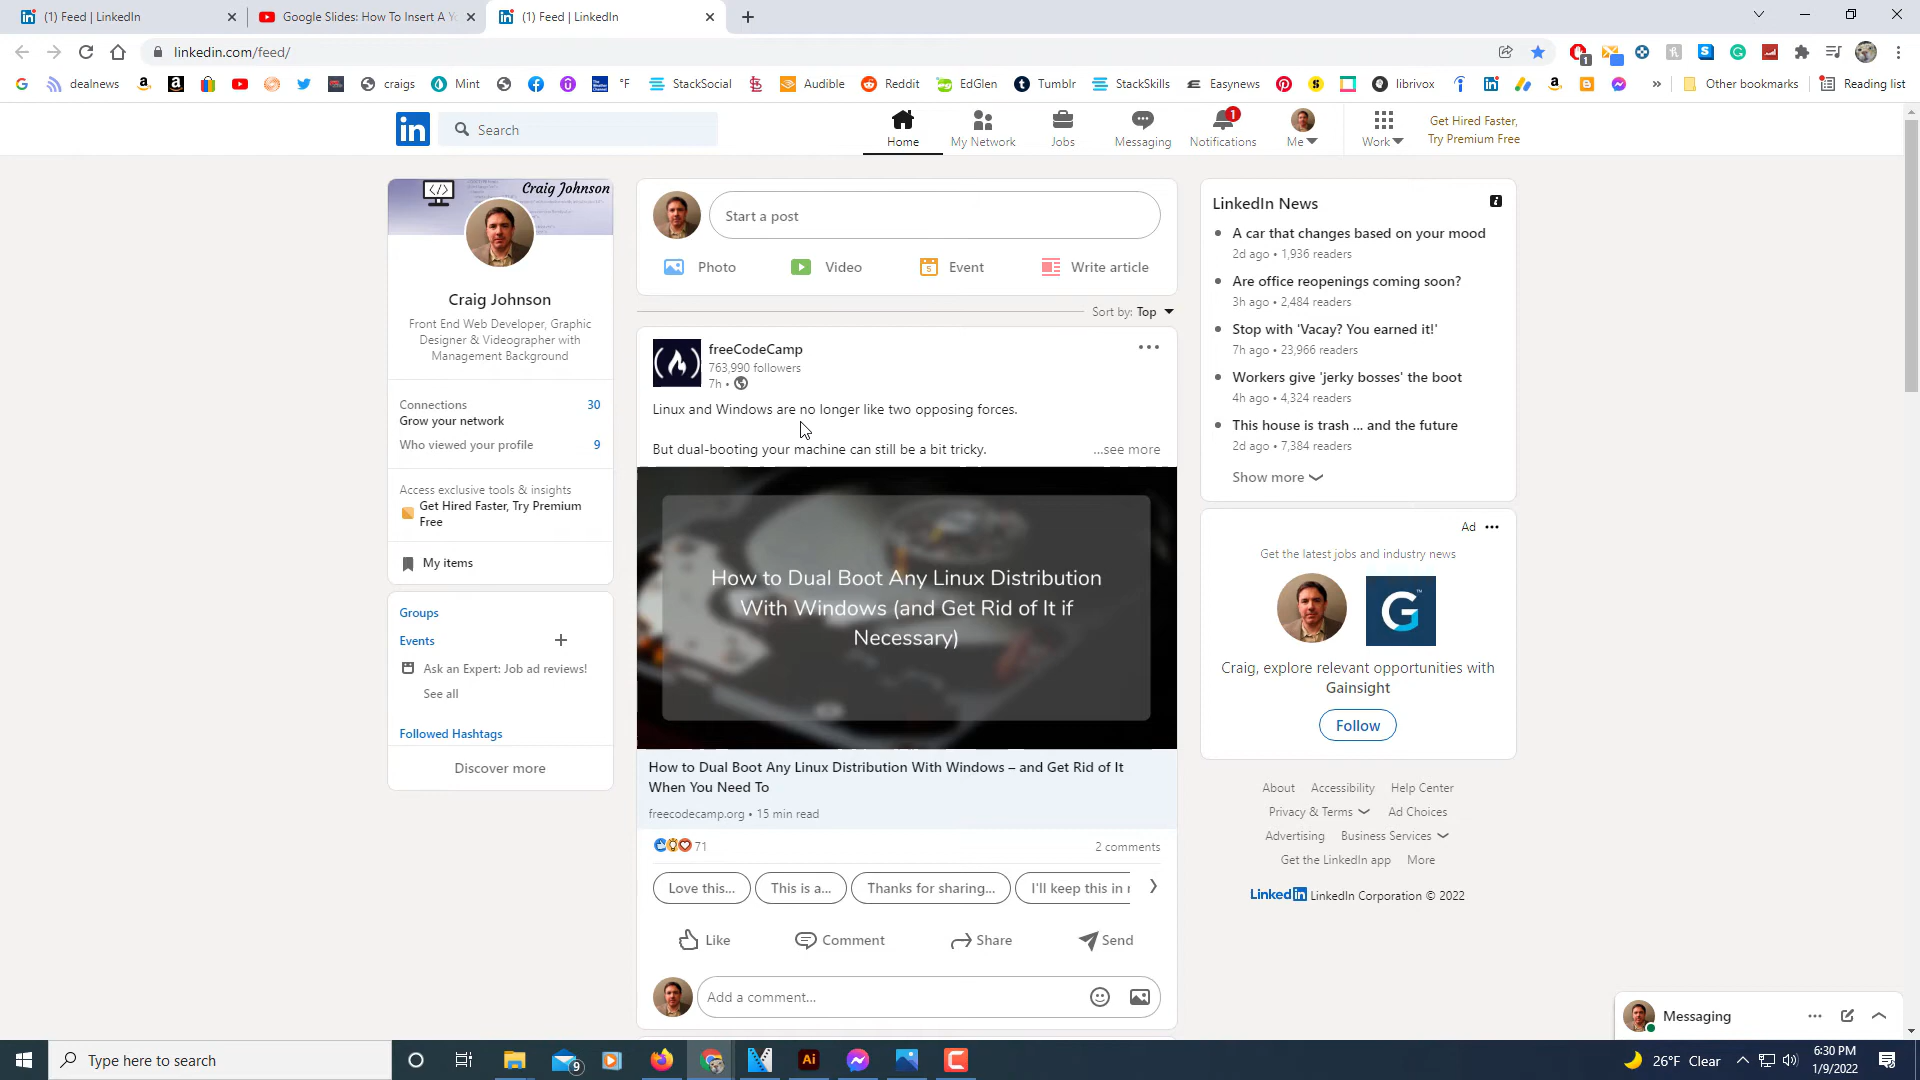 (1) Feed | LinkedIn
Google Slides: How To Insert A Yo
(1) Feed | LinkedIn
linkedin.com/feed/
1
G
dealnews
craigs
Mint
°F
StackSocial
Audible
Reddit
EdGlen
Tumblr
StackSkills
Easynews
librivox
»
Other bookmarks
Reading list
in
Search
Home
My Network
Jobs
Messaging
1
Notifications
Me
Work
Get Hired Faster,
Try Premium Free
Craig Johnson
Craig Johnson
Front End Web Developer, Graphic
Designer & Videographer with
Management Background
Connections 30
Grow your network
Who viewed your profile 9
Access exclusive tools & insights
Get Hired Faster, Try Premium
Free
My items
Groups
Events +
Ask an Expert: Job ad reviews!
See all
Followed Hashtags
Discover more
Start a post
Photo
Video
Event
Write article
Sort by: Top
freeCodeCamp
763,990 followers
7h •
Linux and Windows are no longer like two opposing forces.
But dual-booting your machine can still be a bit tricky. ...see more
How to Dual Boot Any Linux Distribution
With Windows (and Get Rid of It if
Necessary)
How to Dual Boot Any Linux Distribution With Windows – and Get Rid of It
When You Need To
freecodecamp.org • 15 min read
71
2 comments
Love this...
This is a...
Thanks for sharing...
I'll keep this in
Like
Comment
Share
Send
Add a comment...
LinkedIn News
A car that changes based on your mood
2d ago • 1,936 readers
Are office reopenings coming soon?
3h ago • 2,484 readers
Stop with 'Vacay? You earned it!'
7h ago • 23,966 readers
Workers give 'jerky bosses' the boot
4h ago • 4,324 readers
This house is trash ... and the future
2d ago • 7,384 readers
Show more
Ad
Get the latest jobs and industry news
G
Craig, explore relevant opportunities with
Gainsight
Follow
About Accessibility Help Center
Privacy & Terms Ad Choices
Advertising Business Services
Get the LinkedIn app More
LinkedIn LinkedIn Corporation © 2022
Messaging
Type here to search
9
Ai
26°F Clear
6:30 PM
1/9/2022